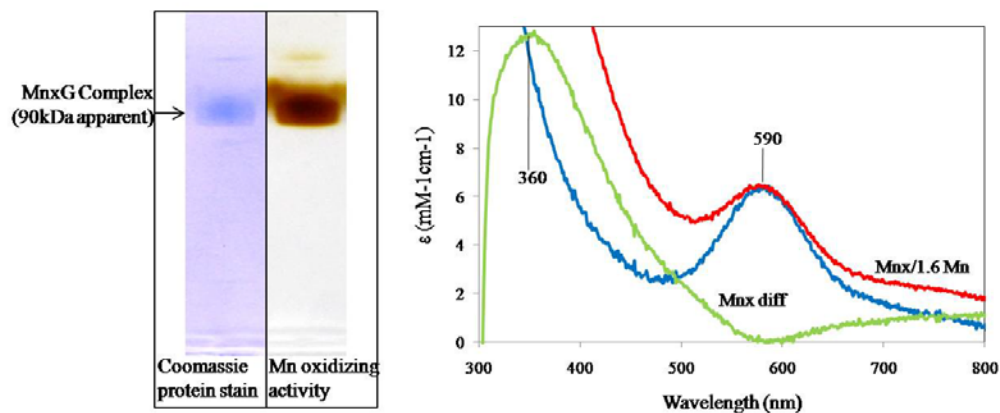 MnxG Complex
(90kDa apparent)
Coomassie
protein stain
Mn oxidizing
activity
ε (mM-1cm-1)
12
10
8
6
4
2
0
360
590
Mnx/1.6 Mn
Mnx diff
300
400
500
600
700
800
Wavelength (nm)